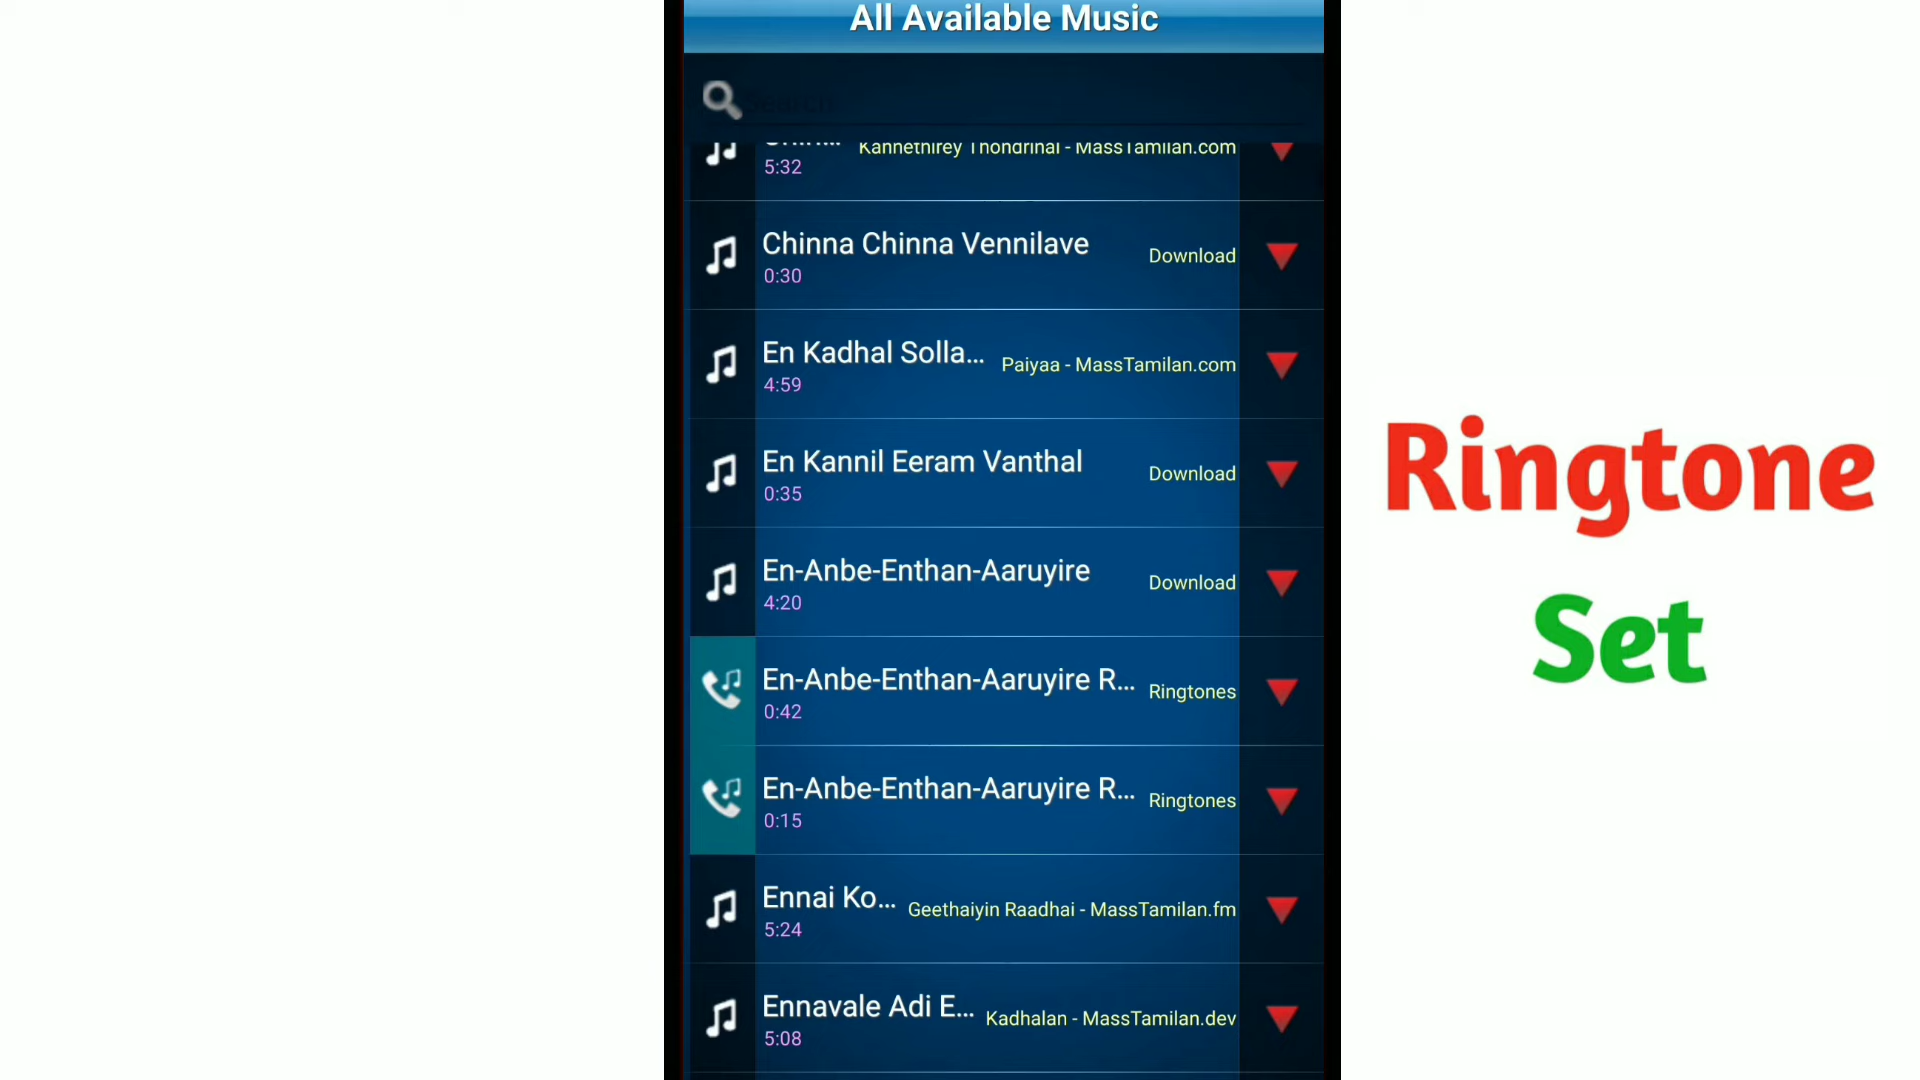 All Available Music
Search
Kannethirey Thondrinal - MassTamilan.com
5:32
Chinna Chinna Vennilave
Download
0:30
En Kadhal Solla...
Paiyaa - MassTamilan.com
4:59
En Kannil Eeram Vanthal
Download
0:35
En-Anbe-Enthan-Aaruyire
Download
4:20
En-Anbe-Enthan-Aaruyire R...
Ringtones
0:42
En-Anbe-Enthan-Aaruyire R...
Ringtones
0:15
Ennai Ko...
Geethaiyin Raadhai - MassTamilan.fm
5:24
Ennavale Adi E...
Kadhalan - MassTamilan.dev
5:08
Ringtone
Set